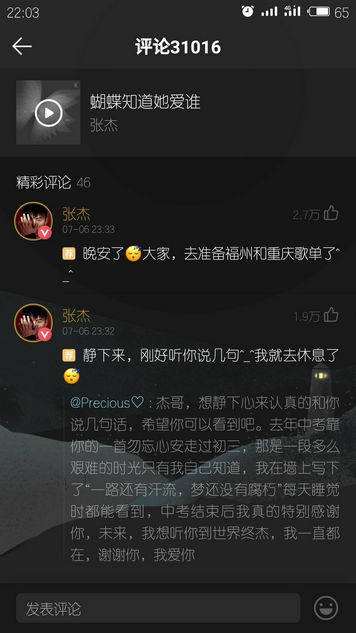 22:03
4G
65
评论31016
蝴蝶知道她爱谁
张杰
精彩评论 46
张杰
2.7万
07-06 23:33
荐 晚安了😴大家，去准备福州和重庆歌单了^
_^
张杰
1.9万
07-06 23:32
荐 静下来，刚好听你说几句^_^我就去休息了
😴
@Precious♡：杰哥，想静下心来认真的和你
说几句话，希望你可以看到吧。去年中考靠
你的一首勿忘心安走过初三，那是一段多么
艰难的时光只有我自己知道，我在墙上写下
了“一路还有汗流，梦还没有腐朽”每天睡觉
时都能看到，中考结束后我真的特别感谢
你，未来，我想听你到世界终杰，我一直都
在，谢谢你，我爱你
发表评论